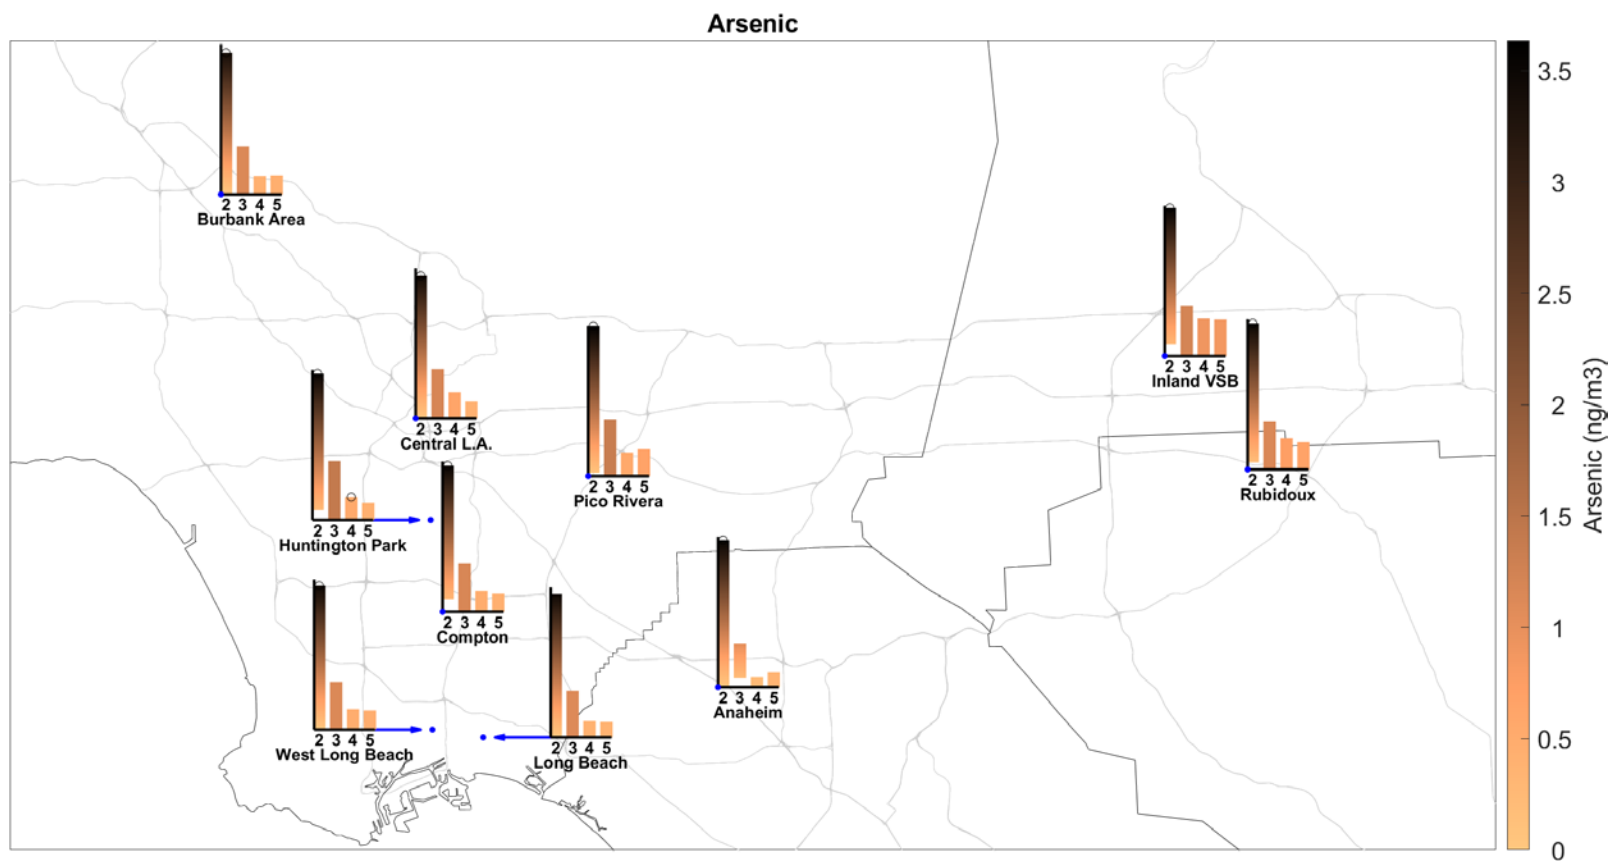 Arsenic
2 3 4 5
Burbank Area
2 3 4 5
Inland VSB
2 3 4 5
Central L.A.
2 3 4 5
Pico Rivera
2 3 4 5
Rubidoux
2 3 4 5
Huntington Park
2 3 4 5
Compton
2 3 4 5
Anaheim
2 3 4 5
West Long Beach
2 3 4 5
Long Beach
3.5
3
2.5
2
1.5
1
0.5
0
Arsenic (ng/m3)